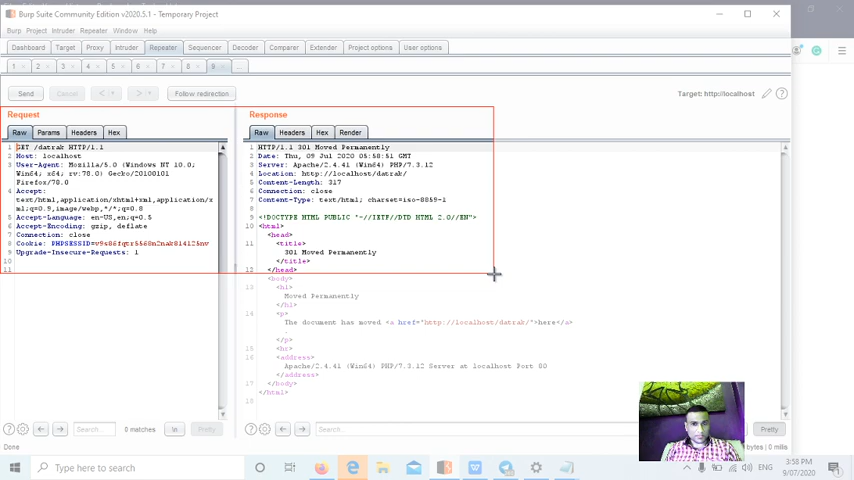 Burp Suite Community Edition v2020.5.1 - Temporary Project
Burp Project Intruder Repeater Window Help
Dashboard Target Proxy Intruder Repeater Sequencer Decoder Comparer Extender Project options User options
1 × 2 × 3 × 4 × 5 × 6 × 7 × 8 × 9 × ...
Send Cancel < > Follow redirection Target: http://localhost
Request
Raw Params Headers Hex
1 GET /datrak HTTP/1.1
2 Host: localhost
3 User-Agent: Mozilla/5.0 (Windows NT 10.0;
Win64; x64; rv:78.0) Gecko/20100101
Firefox/78.0
4 Accept:
text/html,application/xhtml+xml,application/x
ml;q=0.9,image/webp,*/*;q=0.8
5 Accept-Language: en-US,en;q=0.5
6 Accept-Encoding: gzip, deflate
7 Connection: close
8 Cookie: PHPSESSID=v9s86fqtr5568n2nak81412snv
9 Upgrade-Insecure-Requests: 1
10
11
Response
Raw Headers Hex Render
1 HTTP/1.1 301 Moved Permanently
2 Date: Thu, 09 Jul 2020 05:58:51 GMT
3 Server: Apache/2.4.41 (Win64) PHP/7.3.12
4 Location: http://localhost/datrak/
5 Content-Length: 317
6 Connection: close
7 Content-Type: text/html; charset=iso-8859-1
8
9 <!DOCTYPE HTML PUBLIC "-//IETF//DTD HTML 2.0//EN">
10 <html>
<head>
11 <title>
301 Moved Permanently
</title>
12 </head>
<body>
13 <h1>
Moved Permanently
</h1>
14 <p>
The document has moved <a href="http://localhost/datrak/">here</a>
.
</p>
15 <hr>
16 <address>
Apache/2.4.41 (Win64) PHP/7.3.12 Server at localhost Port 80
</address>
17 </body>
</html>
13
Search... 0 matches \n Pretty
Search... Pretty
Done
bytes | 0 millis
Type here to search
ENG
3:58 PM
9/07/2020